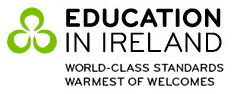 EDUCATION
IN IRELAND
WORLD-CLASS STANDARDS
WARMEST OF WELCOMES